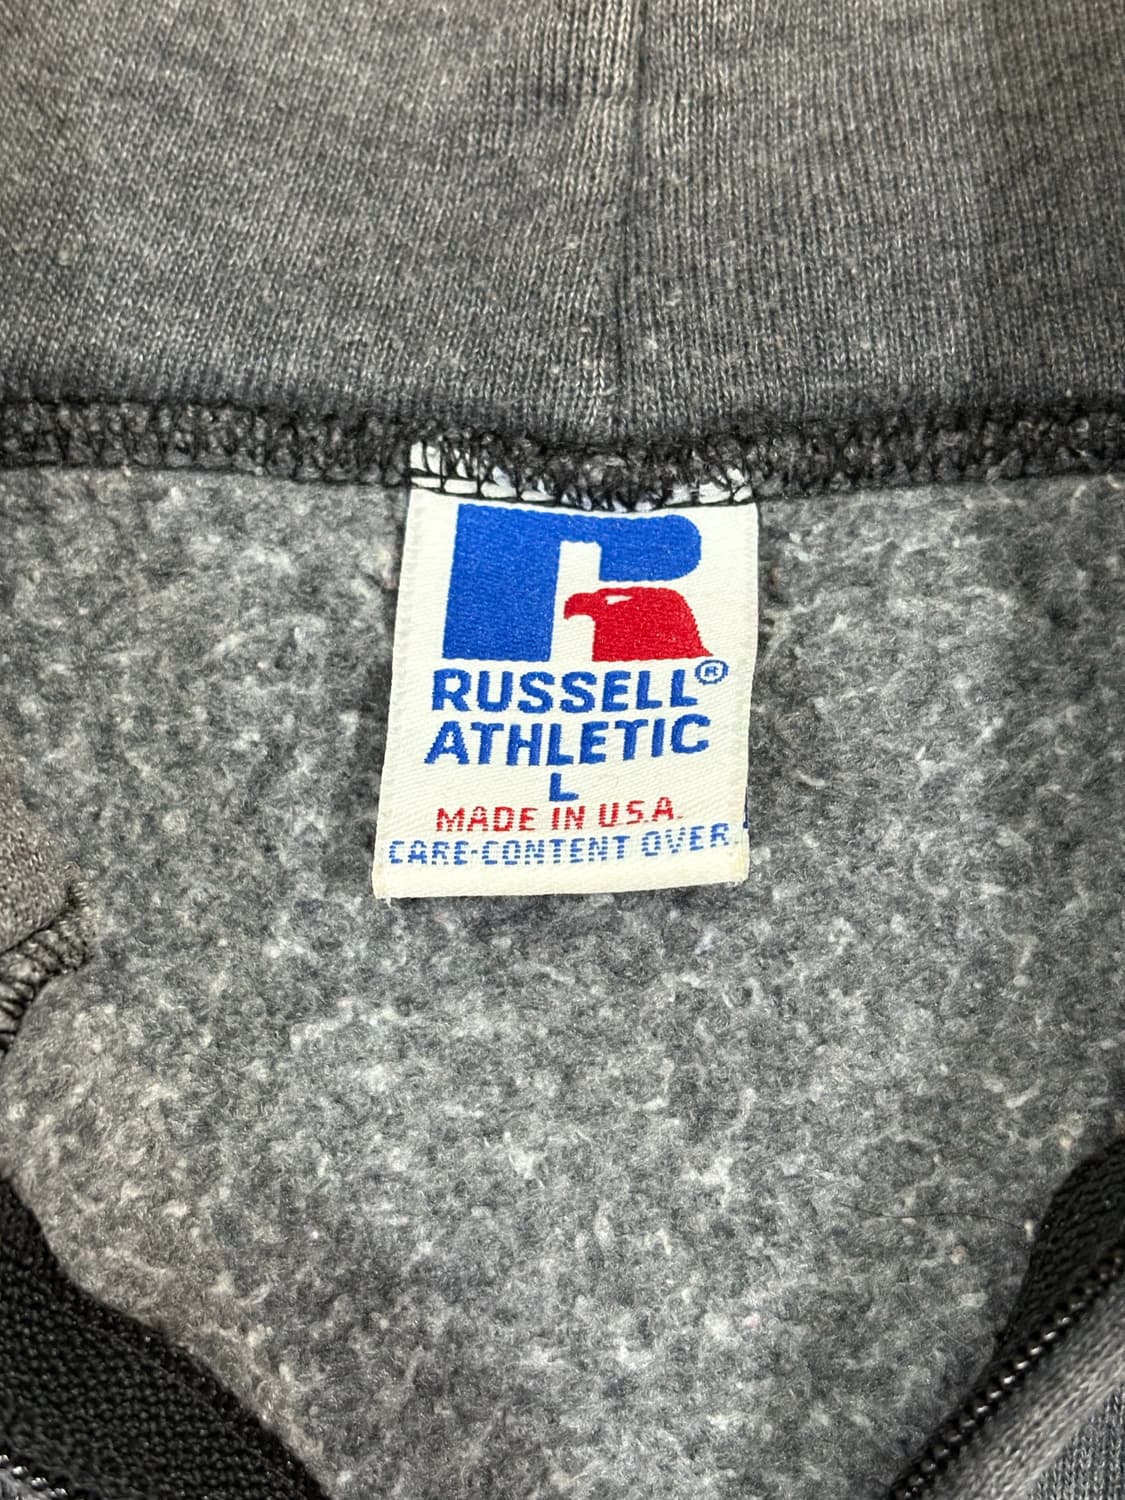 RUSSELL®
ATHLETIC
L
MADE IN U.S.A.
CARE-CONTENT OVER